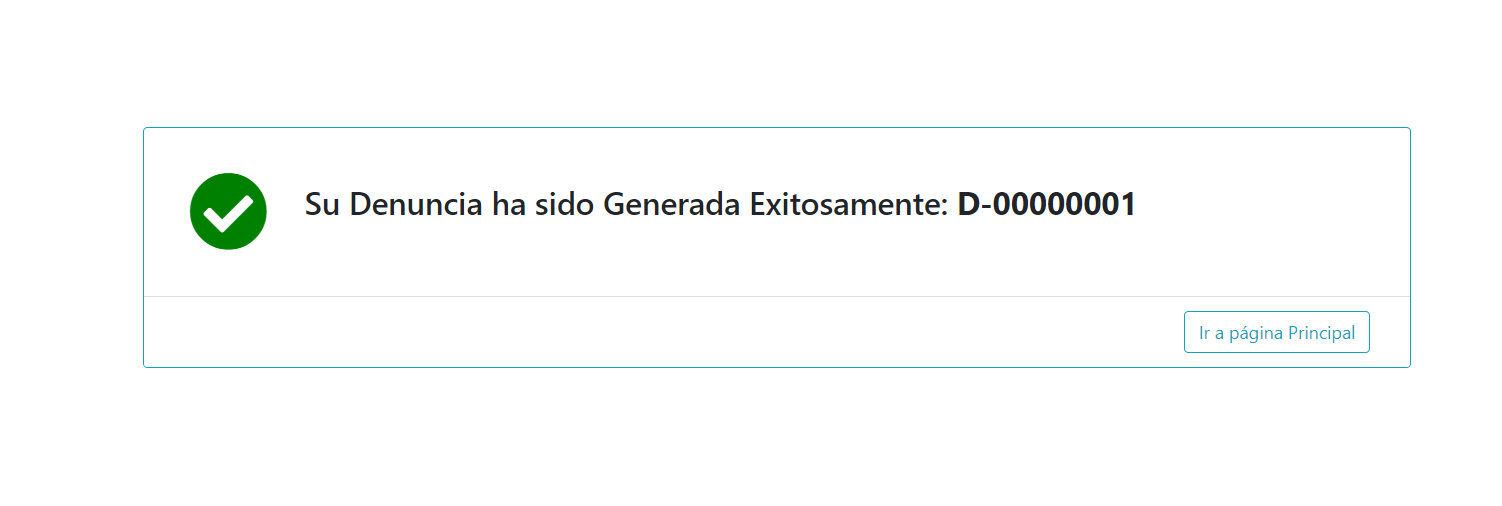 Su Denuncia ha sido Generada Exitosamente: D-00000001
Ir a página Principal